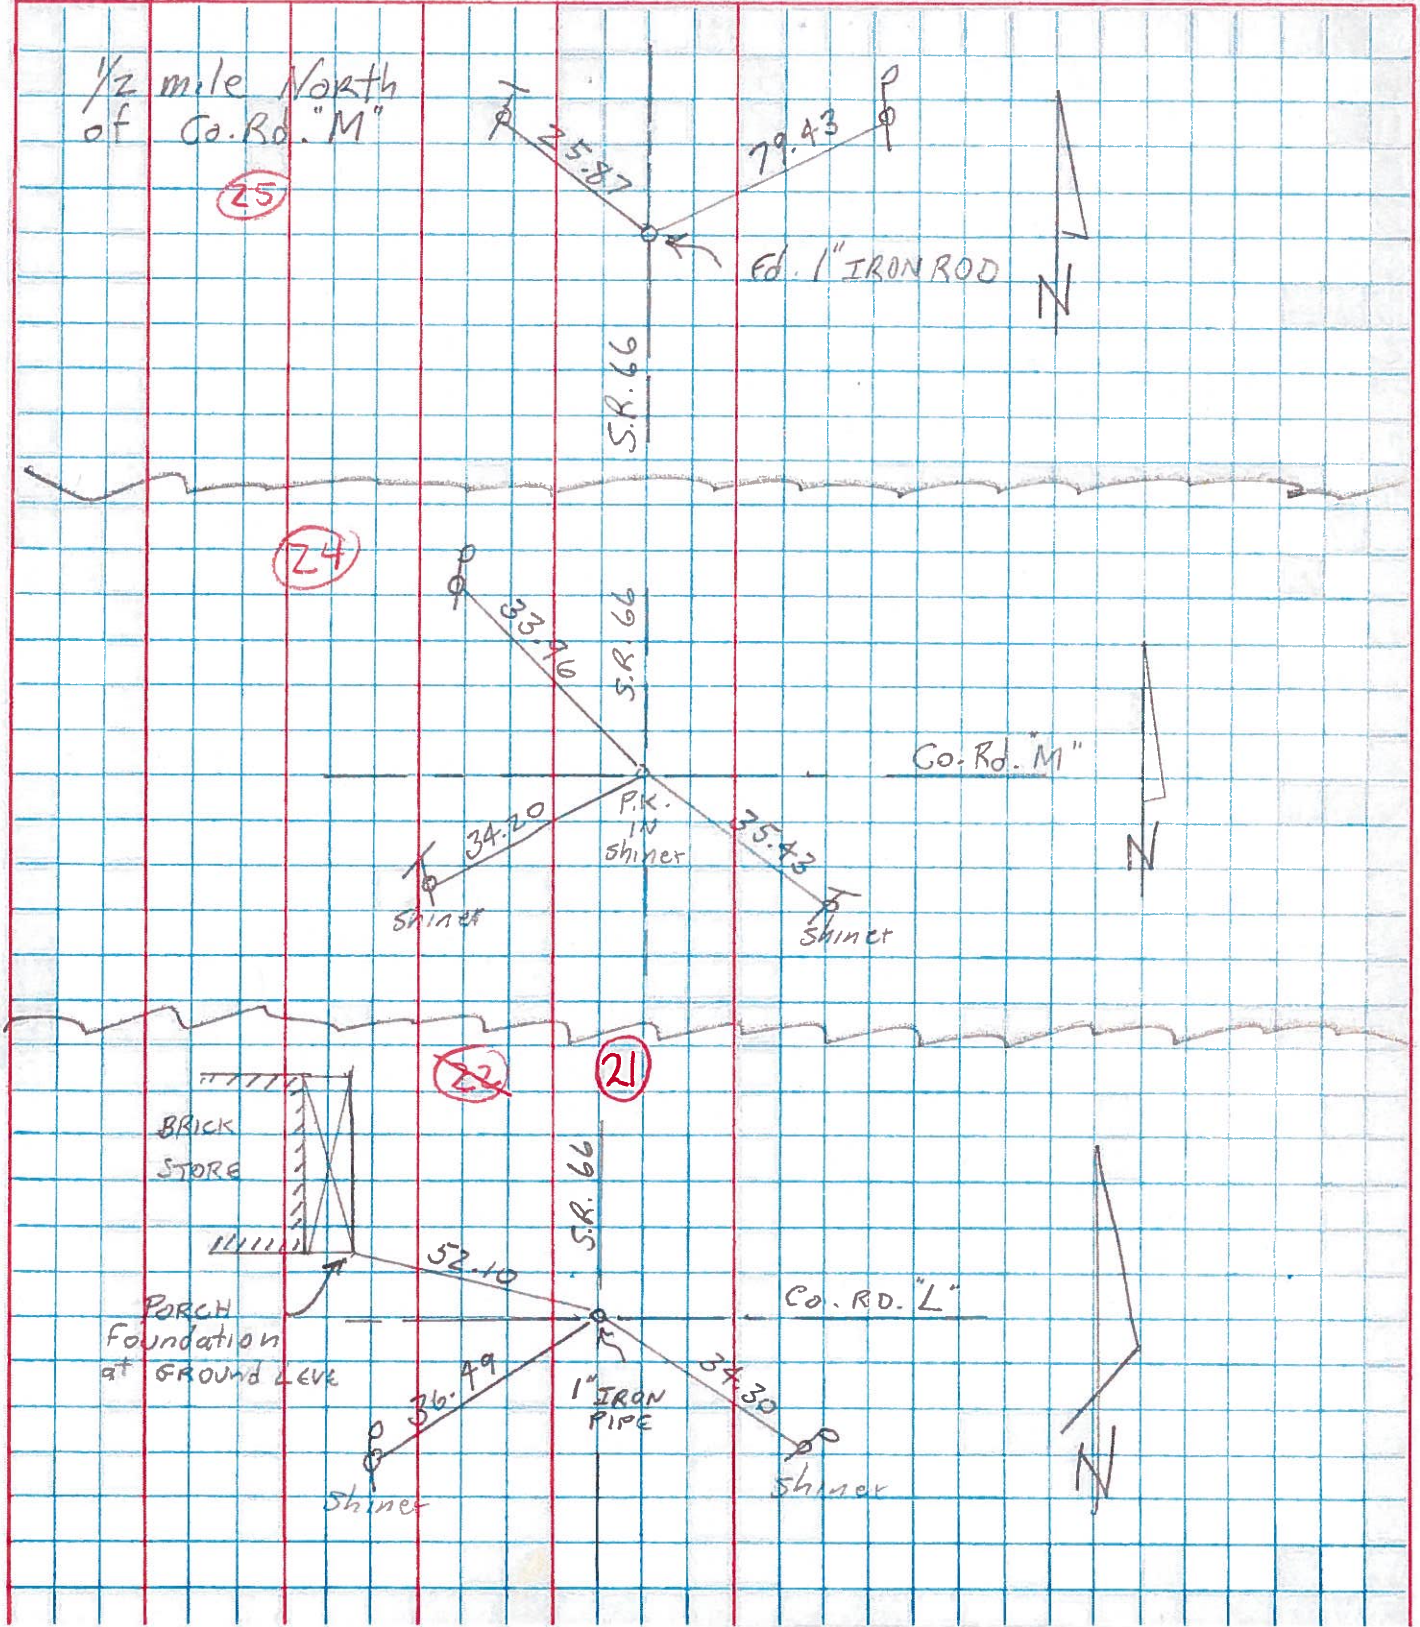 1/2 mile North
of Co. Rd. "M"
25
T
25.87
P
79.43
Fd. 1" IRON ROD
S.R. 66
N
24
P
33.96
S.R. 66
Co. Rd. "M"
P.K.
IN
Shiner
34.20
T
Shiner
35.43
T
Shiner
N
22
21
BRICK
STORE
S.R. 66
52.10
Co. RD. "L"
PORCH
Foundation
at GROUND LEVE
36.49
1" IRON
PIPE
34.30
P
Shiner
P
Shiner
N